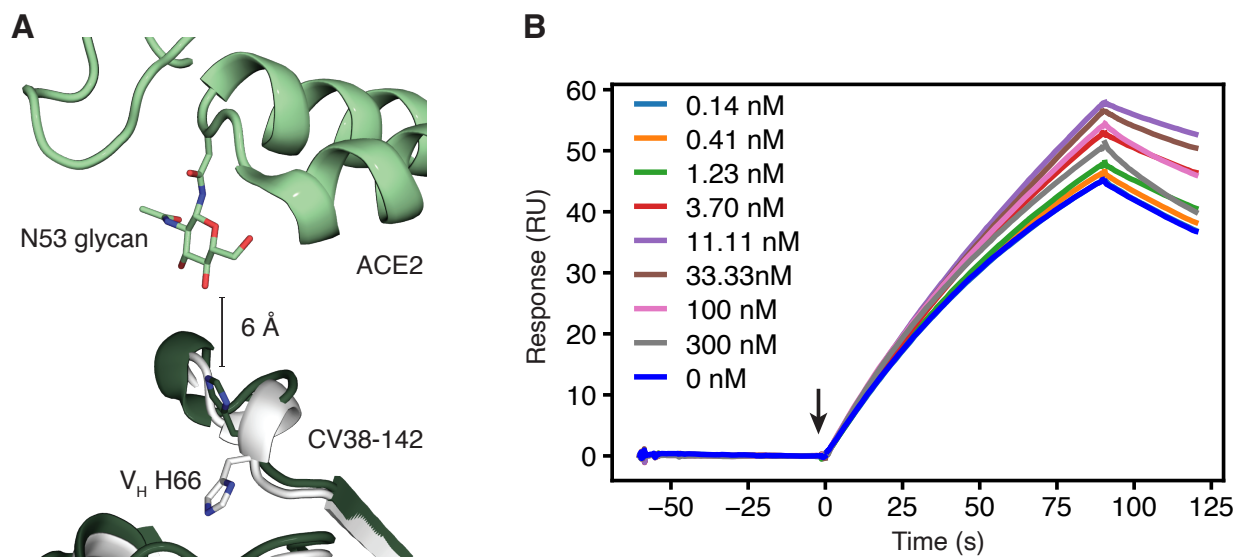 A
N53 glycan
ACE2
6 Å
CV38-142
VH H66
B
Response (RU)
60
50
40
30
20
10
0
0.14 nM
0.41 nM
1.23 nM
3.70 nM
11.11 nM
33.33nM
100 nM
300 nM
0 nM
−50
−25
0
25
50
75
100
125
Time (s)